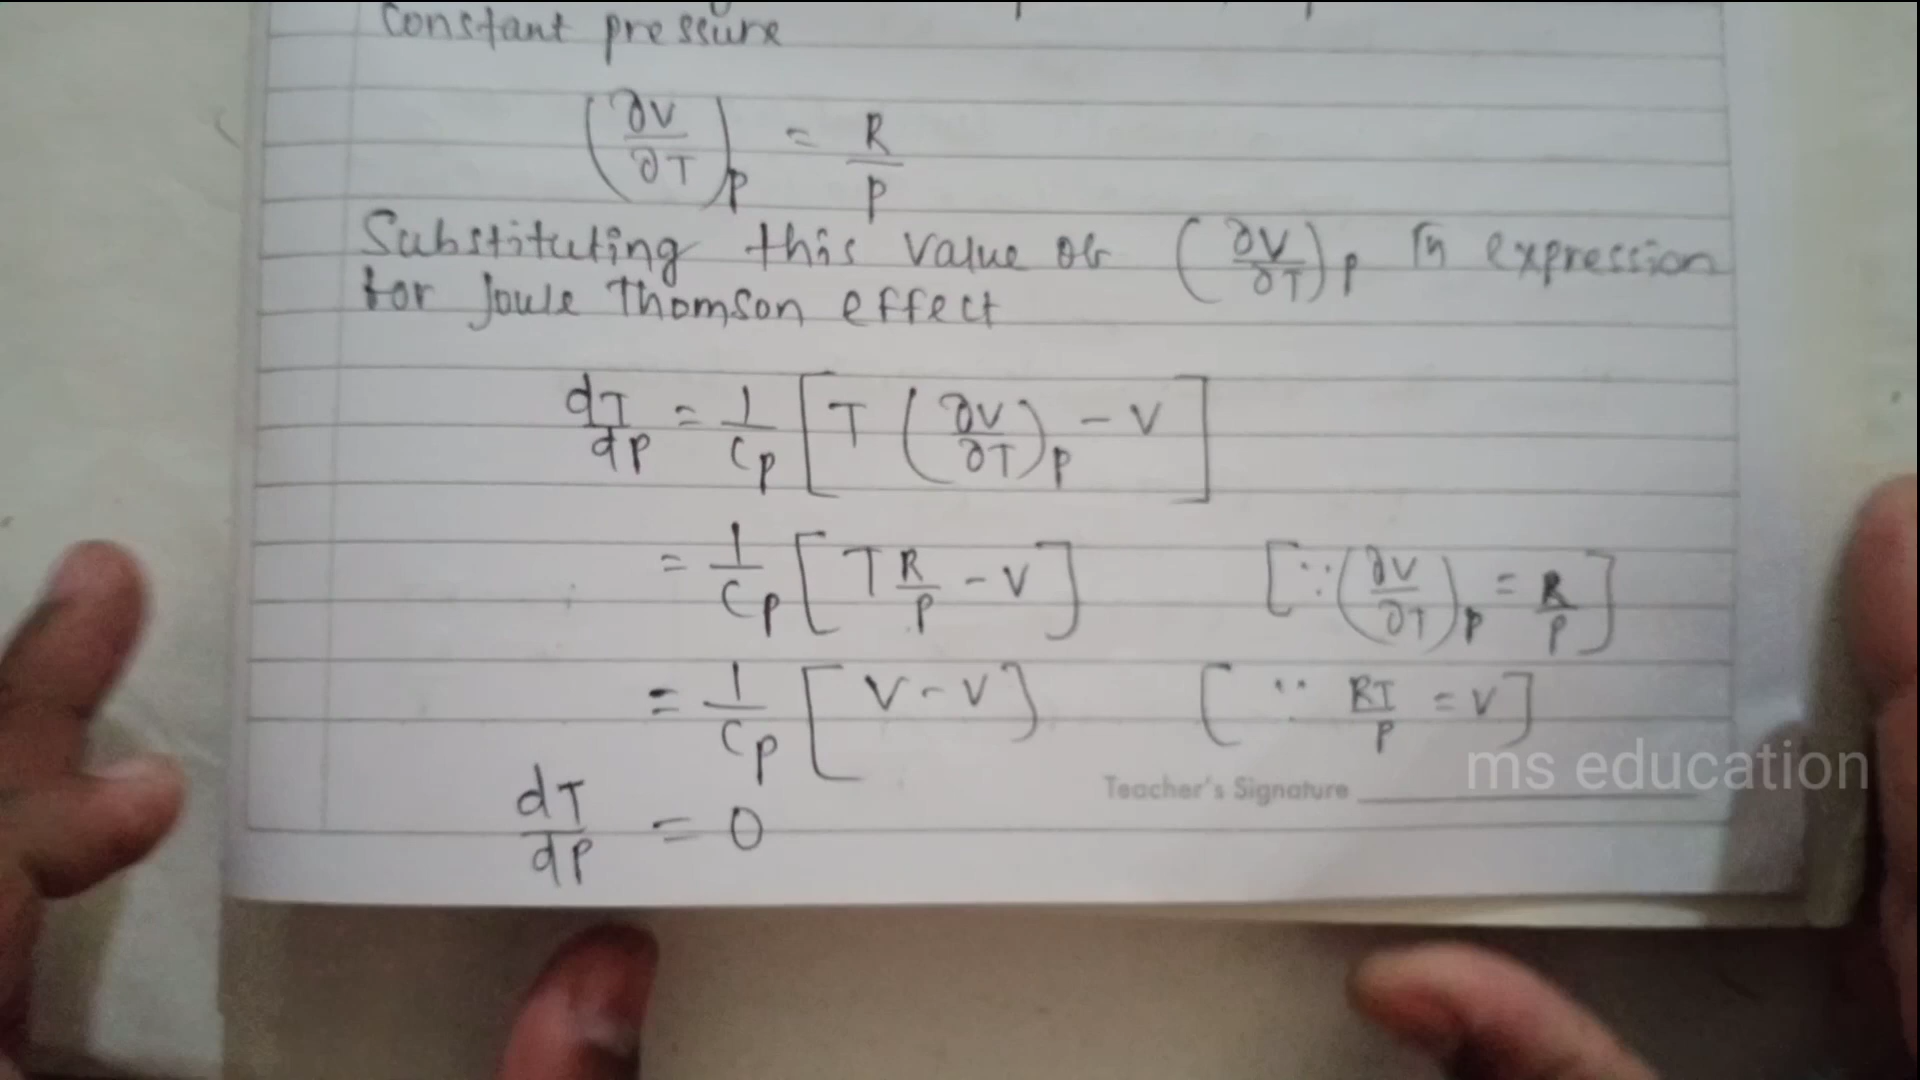 Constant pressure
(∂V/∂T)P = R/P
Substituting this value of (∂V/∂T)P in expression
for Joule Thomson effect
dT/dP = 1/CP [T (∂V/∂T)P - V]
= 1/CP [T R/P - V] [∵ (∂V/∂T)P = R/P]
= 1/CP [V - V] [∵ RT/P = V]
ms education
Teacher's Signature
dT/dP = 0